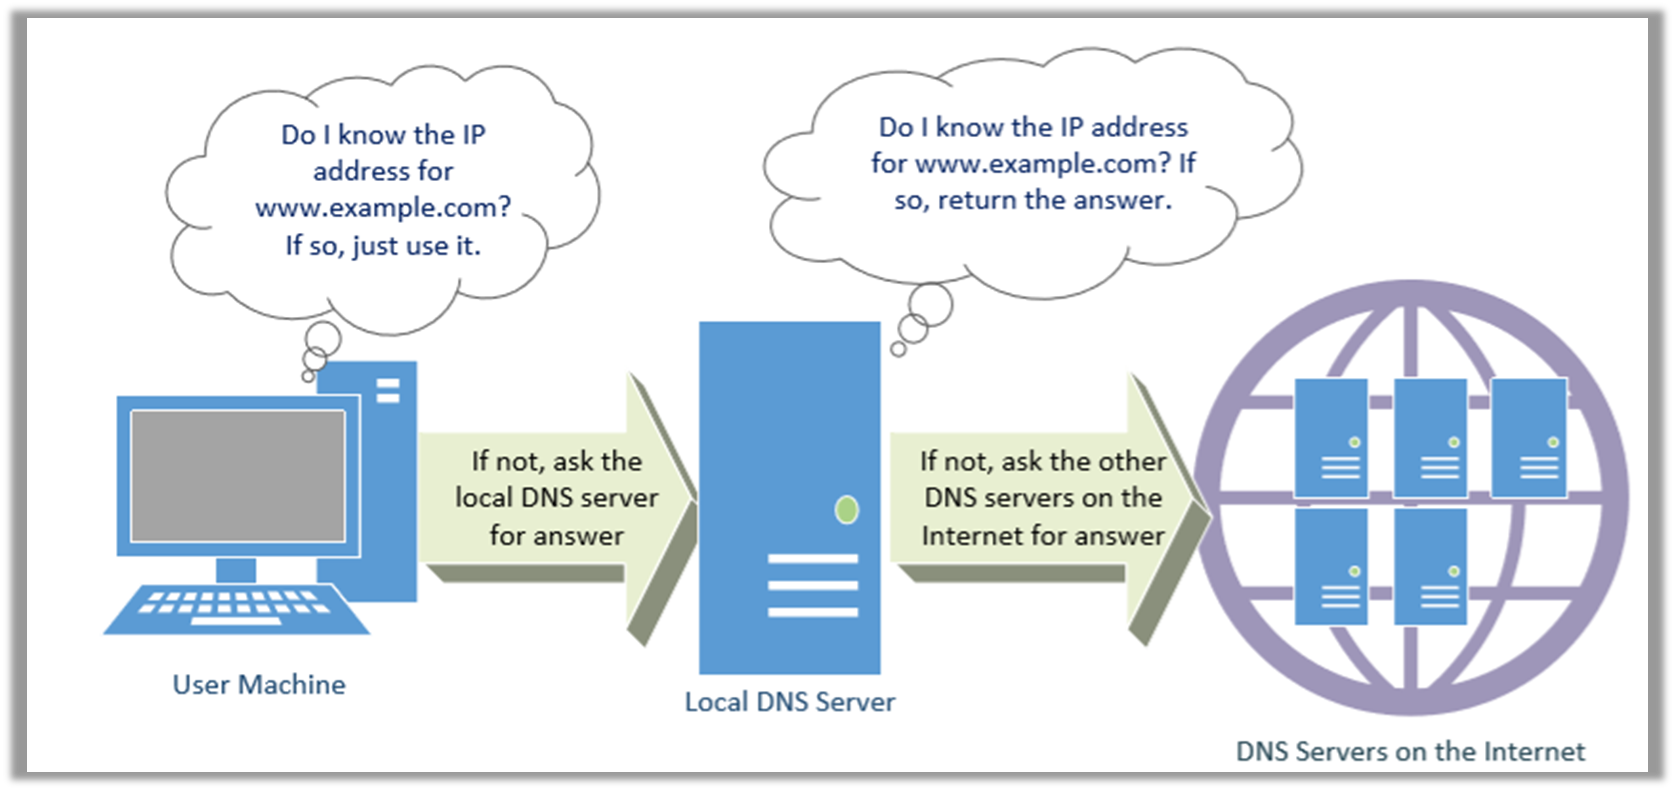 Do I know the IP
address for
www.example.com?
If so, just use it.
Do I know the IP address
for www.example.com? If
so, return the answer.
If not, ask the
local DNS server
for answer
If not, ask the other
DNS servers on the
Internet for answer
User Machine
Local DNS Server
DNS Servers on the Internet